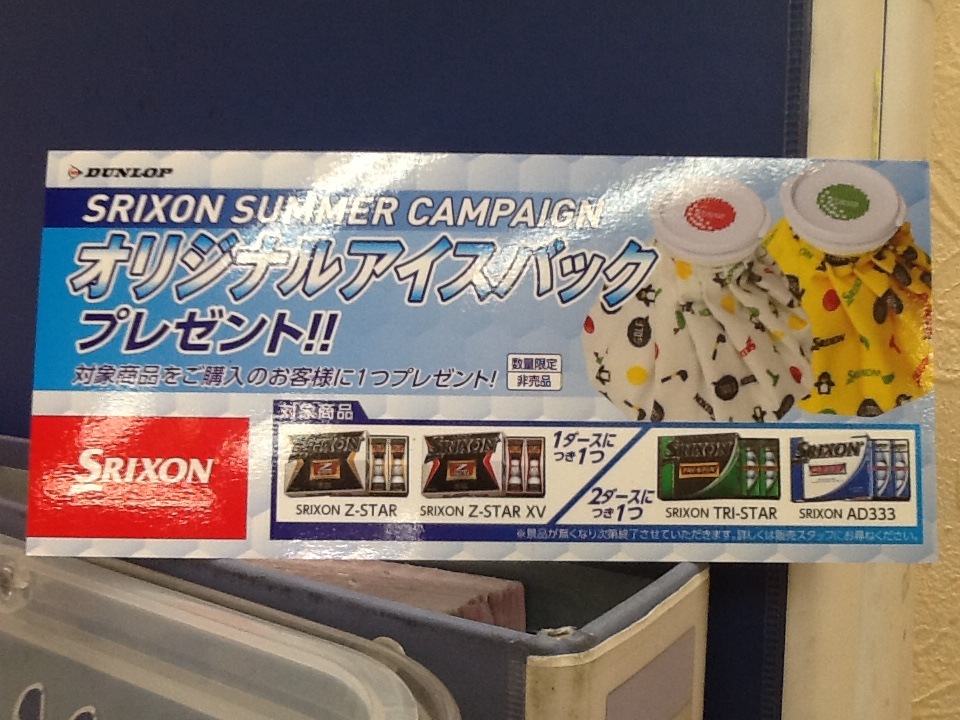 DUNLOP
SRIXON SUMMER CAMPAIGN
オリジナルアイスパック
プレゼント!!
対象商品をご購入のお客様に1つプレゼント!
数量限定
非売品
SRIXON
対象商品
SRIXON Z-STAR
SRIXON Z-STAR XV
1ダースに
つき1つ
2ダースに
つき1つ
SRIXON TRI-STAR
SRIXON AD333
※景品が無くなり次第終了させていただきます。詳しくは販売スタッフにお尋ねください。